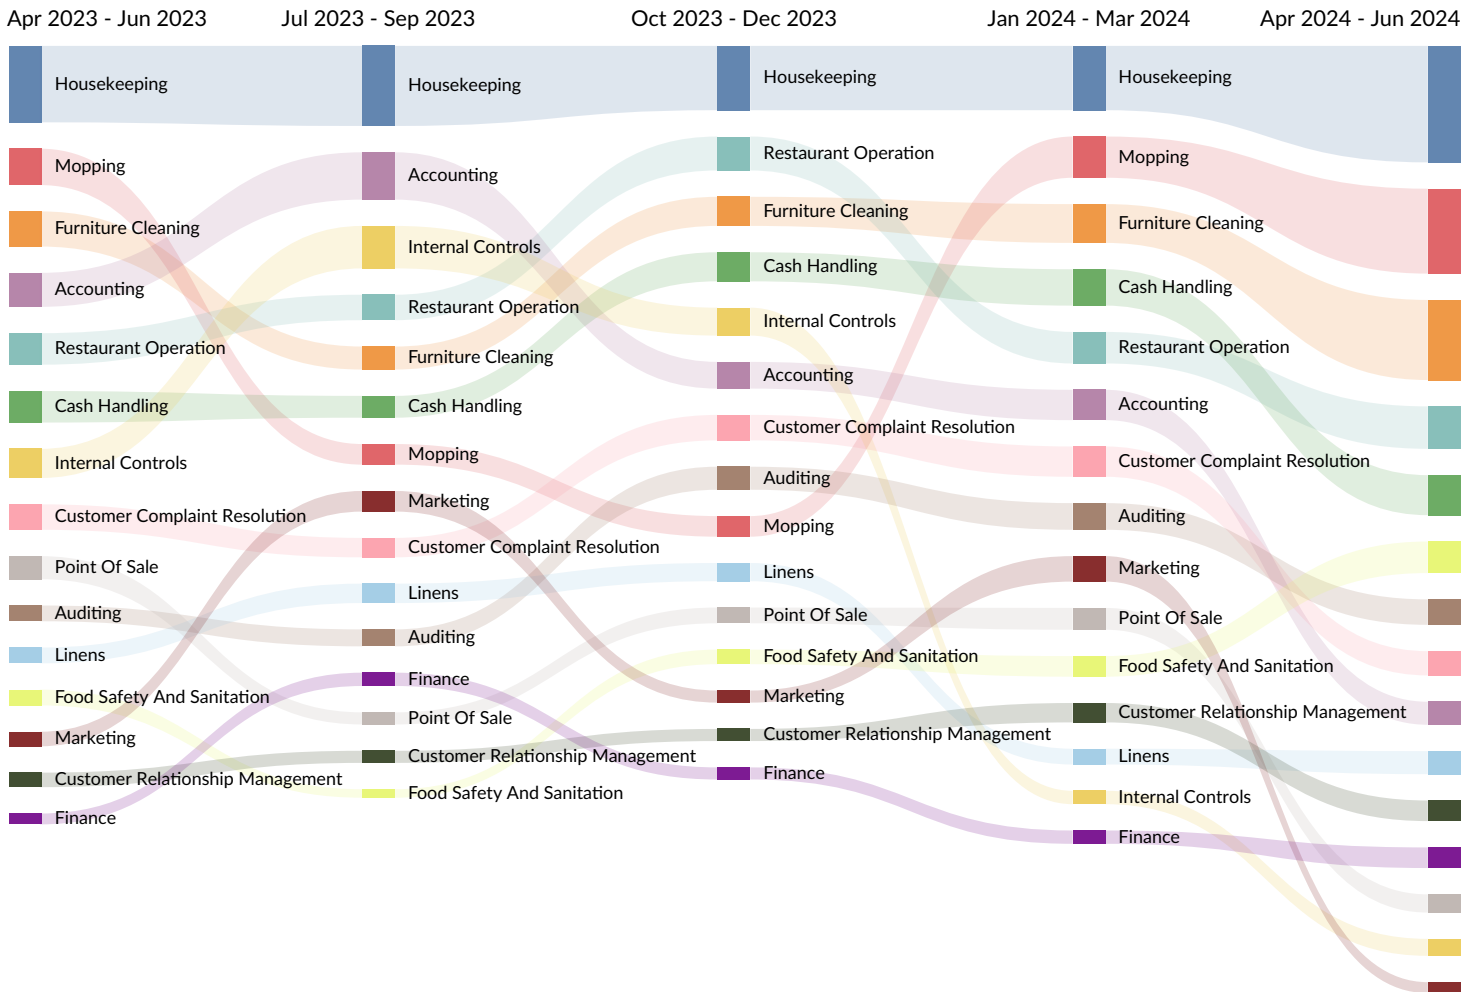 Apr 2023 - Jun 2023
Jul 2023 - Sep 2023
Oct 2023 - Dec 2023
Jan 2024 - Mar 2024
Apr 2024 - Jun 2024
Housekeeping
Mopping
Furniture Cleaning
Accounting
Restaurant Operation
Cash Handling
Internal Controls
Customer Complaint Resolution
Point Of Sale
Auditing
Linens
Food Safety And Sanitation
Marketing
Customer Relationship Management
Finance
Housekeeping
Accounting
Internal Controls
Restaurant Operation
Furniture Cleaning
Cash Handling
Mopping
Marketing
Customer Complaint Resolution
Linens
Auditing
Finance
Point Of Sale
Customer Relationship Management
Food Safety And Sanitation
Housekeeping
Restaurant Operation
Furniture Cleaning
Cash Handling
Internal Controls
Accounting
Customer Complaint Resolution
Auditing
Mopping
Linens
Point Of Sale
Food Safety And Sanitation
Marketing
Customer Relationship Management
Finance
Housekeeping
Mopping
Furniture Cleaning
Cash Handling
Restaurant Operation
Accounting
Customer Complaint Resolution
Auditing
Marketing
Point Of Sale
Food Safety And Sanitation
Customer Relationship Management
Linens
Internal Controls
Finance